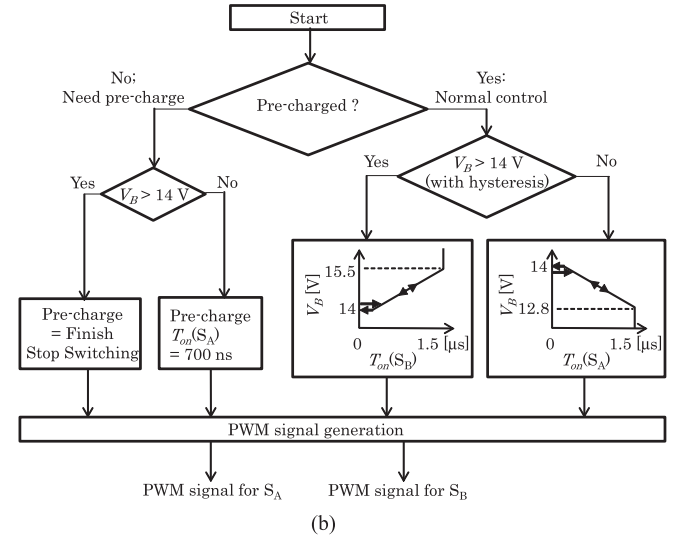 Start
No;
Need pre-charge
Yes:
Normal control
Pre-charged ?
Yes
V_B > 14 V
No
Yes
V_B > 14 V
(with hysteresis)
No
Pre-charge
= Finish
Stop Switching
Pre-charge
T_on(S_A)
= 700 ns
V_B [V]
15.5
14
0
1.5 [μs]
T_on(S_B)
V_B [V]
14
12.8
0
1.5 [μs]
T_on(S_A)
PWM signal generation
PWM signal for S_A
PWM signal for S_B
(b)